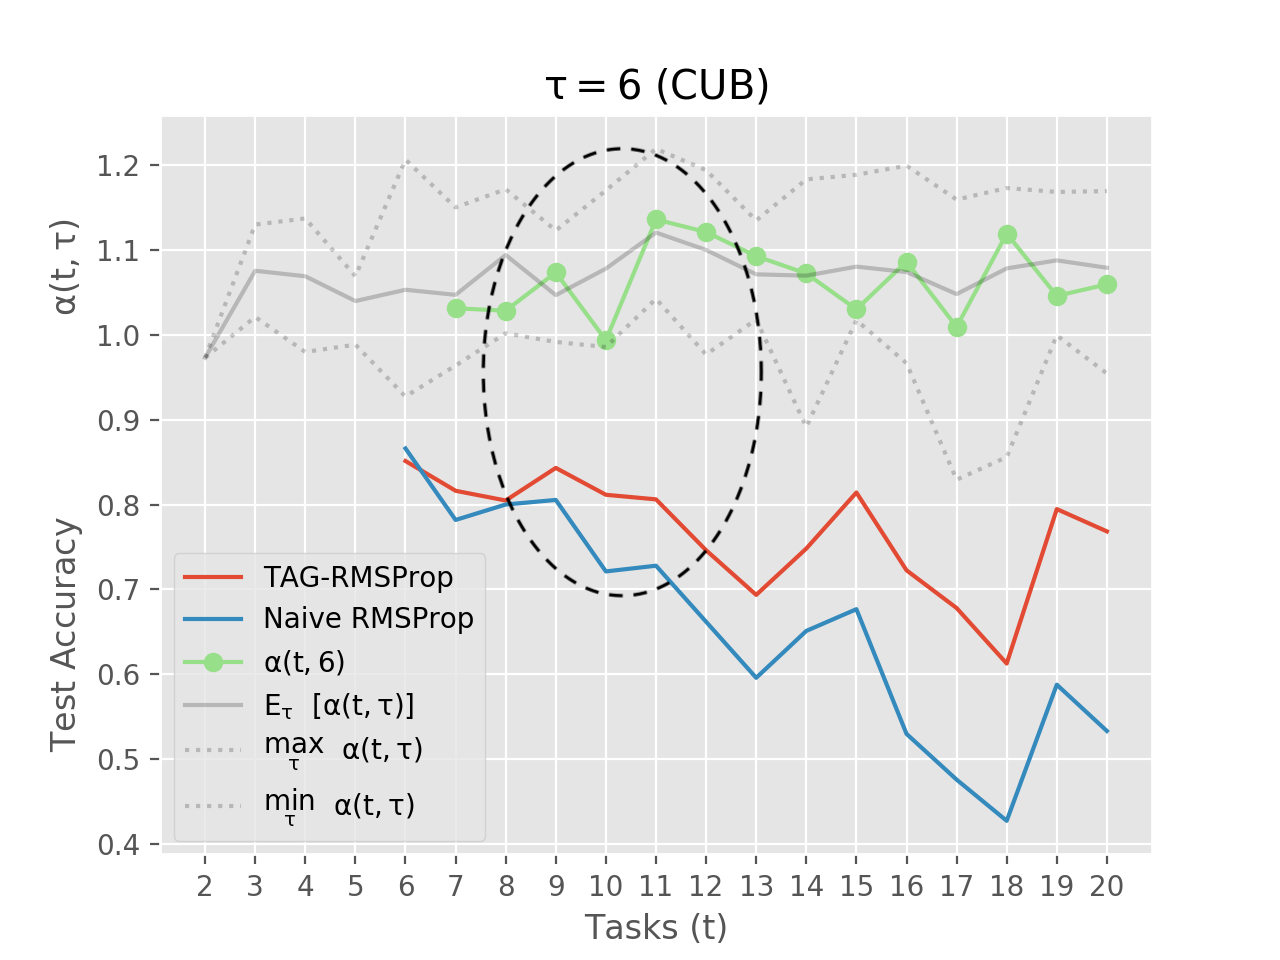 τ = 6 (CUB)
α(t, τ)
Test Accuracy
1.2
1.1
1.0
0.9
0.8
0.7
0.6
0.5
0.4
TAG-RMSProp
Naive RMSProp
α(t, 6)
E_τ [α(t, τ)]
max_τ α(t, τ)
min_τ α(t, τ)
2 3 4 5 6 7 8 9 10 11 12 13 14 15 16 17 18 19 20
Tasks (t)